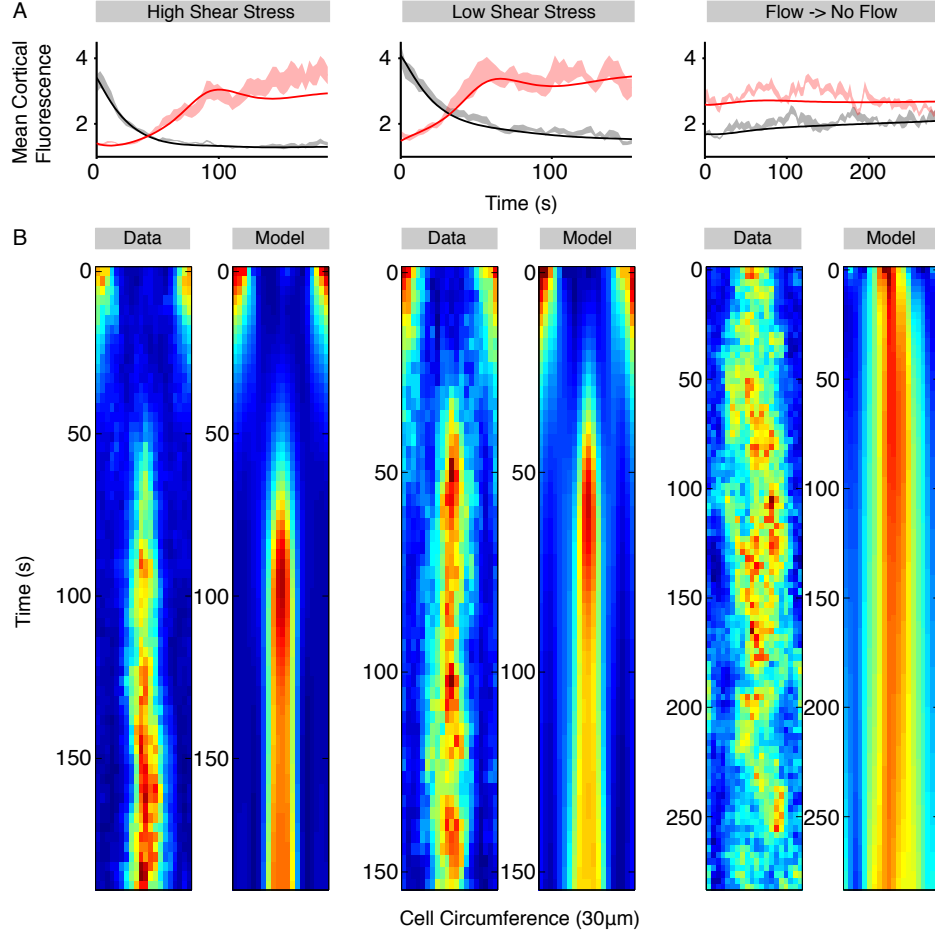 A
High Shear Stress
Low Shear Stress
Flow -> No Flow
Mean Cortical
Fluorescence
4
2
0
100
4
2
0
100
4
2
0
100
200
Time (s)
B
Data
Model
Data
Model
Data
Model
Time (s)
0
50
100
150
0
50
100
150
0
50
100
150
0
50
100
150
0
50
100
150
200
250
0
50
100
150
200
250
Cell Circumference (30µm)